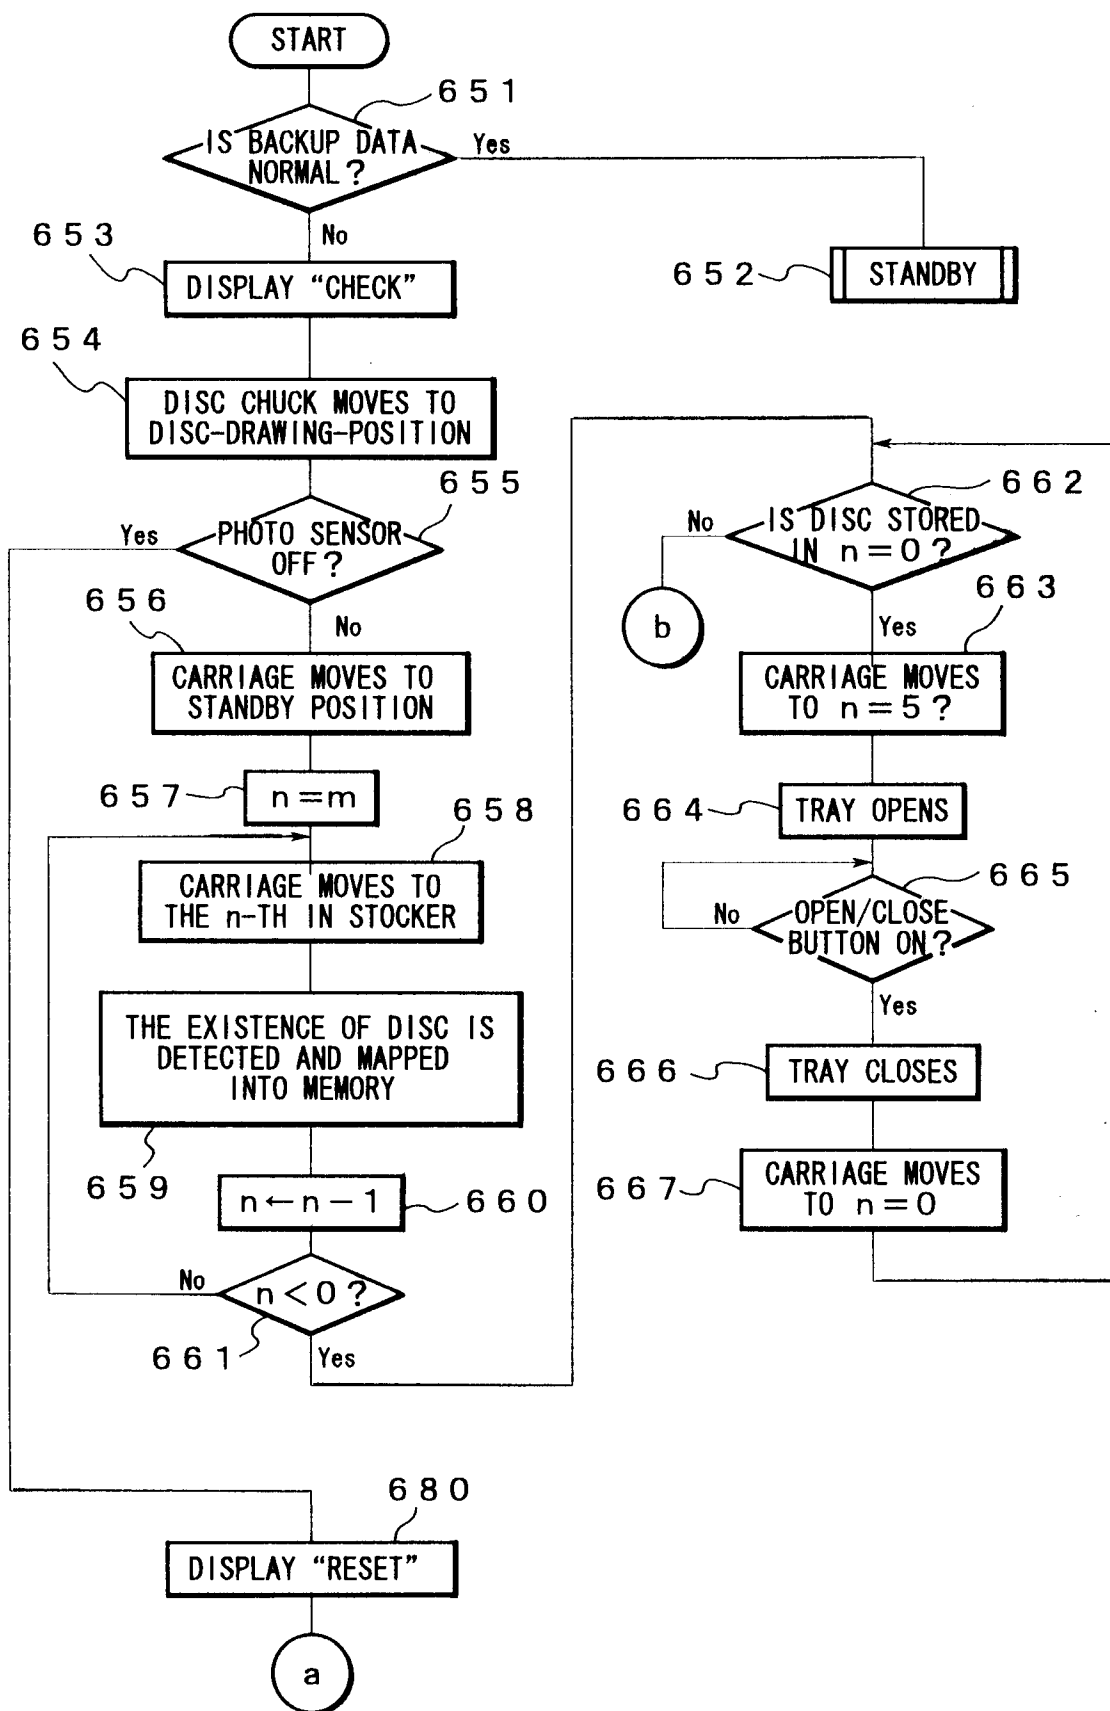 START
651
IS BACKUP DATA
NORMAL?
Yes
No
652
STANDBY
653
DISPLAY “CHECK”
654
DISC CHUCK MOVES TO
DISC-DRAWING-POSITION
655
PHOTO SENSOR
OFF?
Yes
No
656
CARRIAGE MOVES TO
STANDBY POSITION
657
n=m
658
CARRIAGE MOVES TO
THE n-TH IN STOCKER
THE EXISTENCE OF DISC IS
DETECTED AND MAPPED
INTO MEMORY
659
n←n-1
660
No
n<0?
661
Yes
662
No
IS DISC STORED
IN n=0?
b
Yes
663
CARRIAGE MOVES
TO n=5?
664
TRAY OPENS
665
No
OPEN/CLOSE
BUTTON ON?
Yes
666
TRAY CLOSES
667
CARRIAGE MOVES
TO n=0
680
DISPLAY “RESET”
a